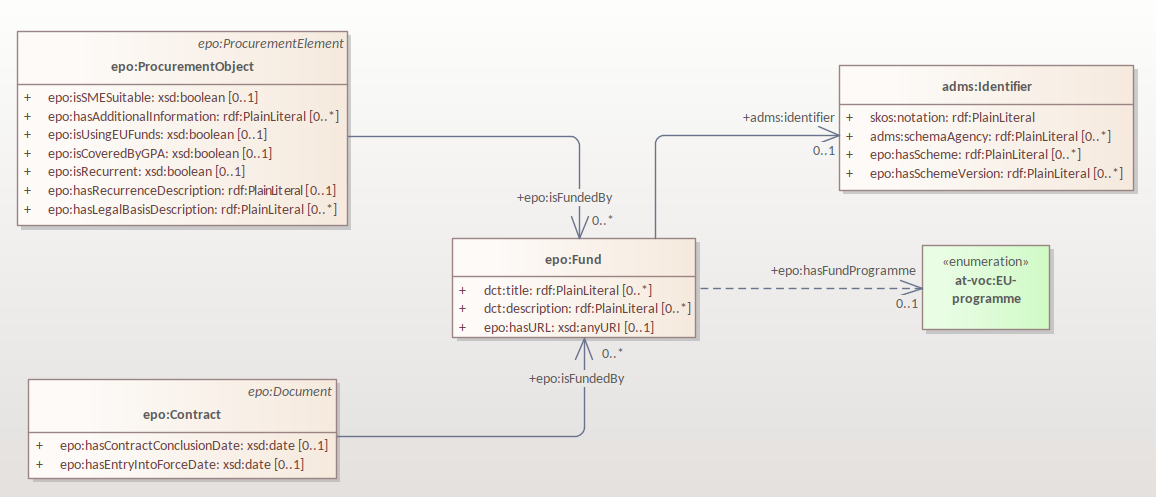 epo:ProcurementElement
epo:ProcurementObject
+ epo:isSMESuitable: xsd:boolean [0..1]
+ epo:hasAdditionalInformation: rdf:PlainLiteral [0..*]
+ epo:isUsingEUFunds: xsd:boolean [0..1]
+ epo:isCoveredByGPA: xsd:boolean [0..1]
+ epo:isRecurrent: xsd:boolean [0..1]
+ epo:hasRecurrenceDescription: rdf:PlainLiteral [0..1]
+ epo:hasLegalBasisDescription: rdf:PlainLiteral [0..*]
adms:Identifier
+ skos:notation: rdf:PlainLiteral
+ adms:schemaAgency: rdf:PlainLiteral [0..*]
+ epo:hasScheme: rdf:PlainLiteral [0..*]
+ epo:hasSchemeVersion: rdf:PlainLiteral [0..*]
+adms:identifier
0..1
+epo:isFundedBy
0..*
epo:Fund
+ dct:title: rdf:PlainLiteral [0..*]
+ dct:description: rdf:PlainLiteral [0..*]
+ epo:hasURL: xsd:anyURI [0..1]
+epo:hasFundProgramme
0..1
«enumeration»
at-voc:EU-
programme
0..*
+epo:isFundedBy
epo:Document
epo:Contract
+ epo:hasContractConclusionDate: xsd:date [0..1]
+ epo:hasEntryIntoForceDate: xsd:date [0..1]